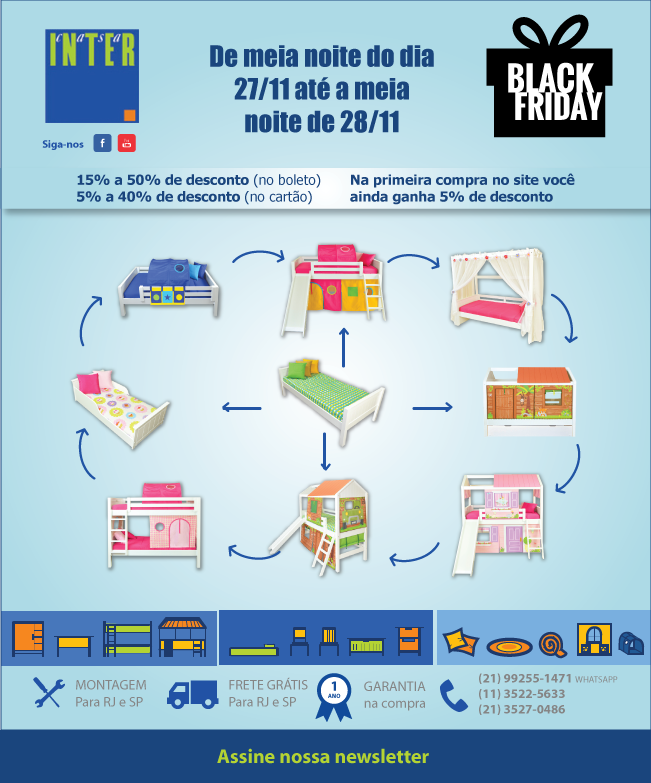 casa
INTER
De meia noite do dia
27/11 até a meia
noite de 28/11
BLACK
FRIDAY
Siga-nos
f
15% a 50% de desconto (no boleto)
5% a 40% de desconto (no cartão)
Na primeira compra no site você
ainda ganha 5% de desconto
MONTAGEM
Para RJ e SP
FRETE GRÁTIS
Para RJ e SP
1
ANO
GARANTIA
na compra
(21) 99255-1471 WHATSAPP
(11) 3522-5633
(21) 3527-0486
Assine nossa newsletter